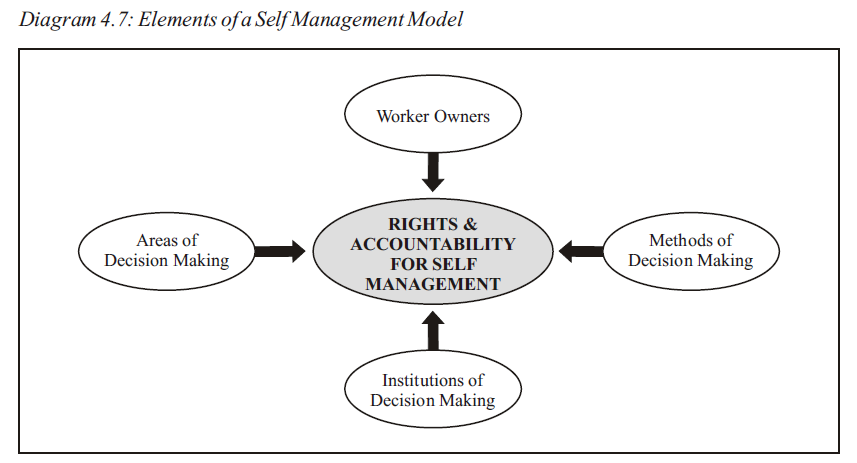 Diagram 4.7: Elements of a Self Management Model
Worker Owners
Areas of
Decision Making
RIGHTS &
ACCOUNTABILITY
FOR SELF
MANAGEMENT
Methods of
Decision Making
Institutions of
Decision Making